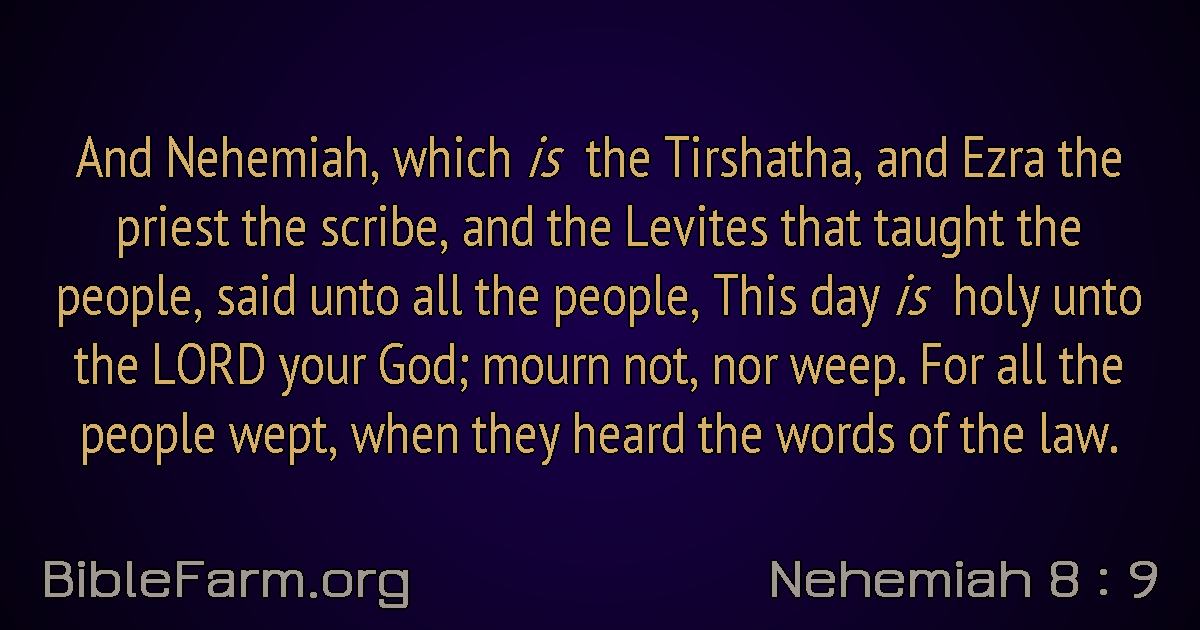 And Nehemiah, which is the Tirshatha, and Ezra the
priest the scribe, and the Levites that taught the
people, said unto all the people, This day is holy unto
the LORD your God; mourn not, nor weep. For all the
people wept, when they heard the words of the law.
BibleFarm.org
Nehemiah 8 : 9